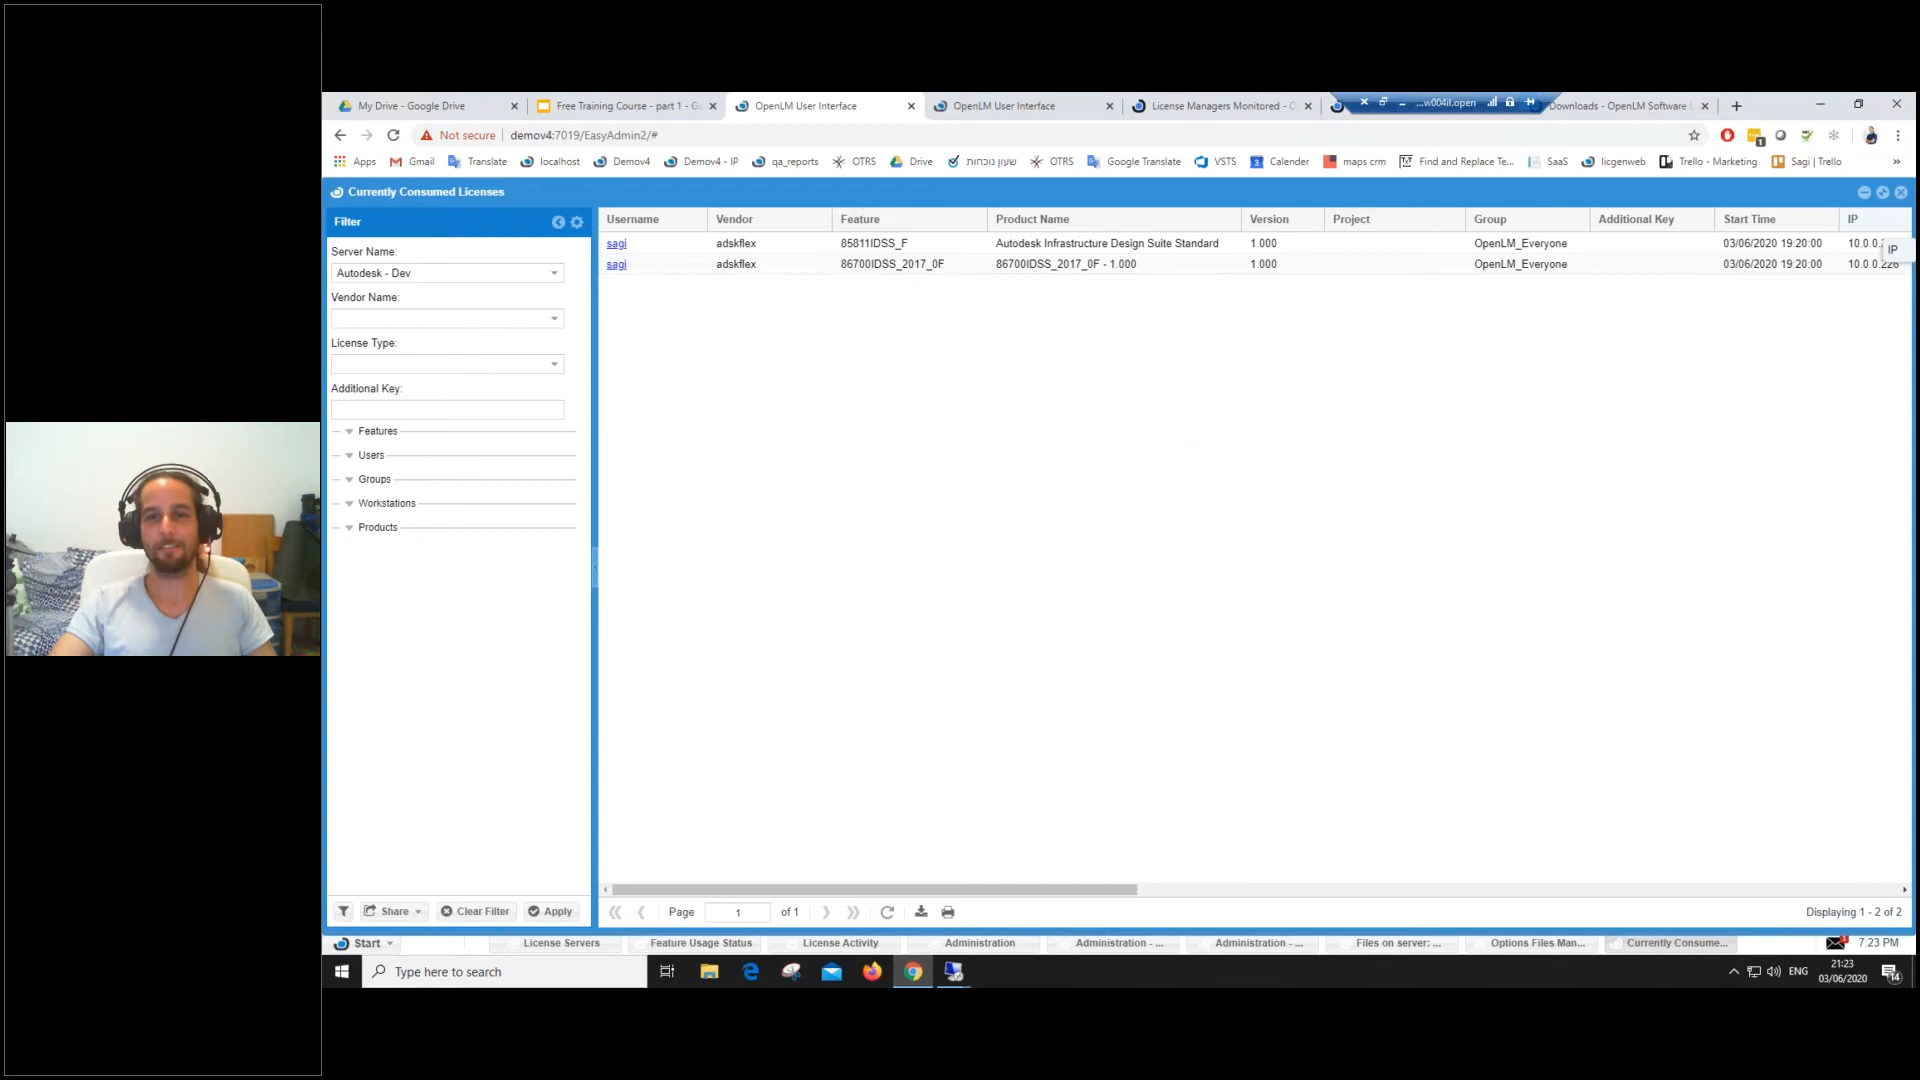 My Drive - Google Drive
Free Training Course - part 1 - G
OpenLM User Interface
OpenLM User Interface
License Managers Monitored - O
...w004il.open
Downloads - OpenLM Software
Not secure
demov4:7019/EasyAdmin2/#
Apps
Gmail
Translate
localhost
Demov4
Demov4 - IP
qa_reports
OTRS
Drive
שעון נוכחות
OTRS
Google Translate
VSTS
Calender
maps crm
Find and Replace Te...
SaaS
licgenweb
Trello - Marketing
Sagi | Trello
»
Currently Consumed Licenses
Filter
Server Name:
Autodesk - Dev
Vendor Name:
License Type:
Additional Key:
Features
Users
Groups
Workstations
Products
Username Vendor Feature Product Name Version Project Group Additional Key Start Time IP
sagi adskflex 85811IDSS_F Autodesk Infrastructure Design Suite Standard 1.000 OpenLM_Everyone 03/06/2020 19:20:00
IP
sagi adskflex 86700IDSS_2017_0F 86700IDSS_2017_0F - 1.000 1.000 OpenLM_Everyone 03/06/2020 19:20:00 10.0.0.226
Share
Clear Filter
Apply
Page 1 of 1
Displaying 1 - 2 of 2
Start
License Servers
Feature Usage Status
License Activity
Administration
Administration - ...
Administration - ...
Files on server: ...
Options Files Man...
Currently Consume...
7:23 PM
Type here to search
ENG
21:23
03/06/2020
14